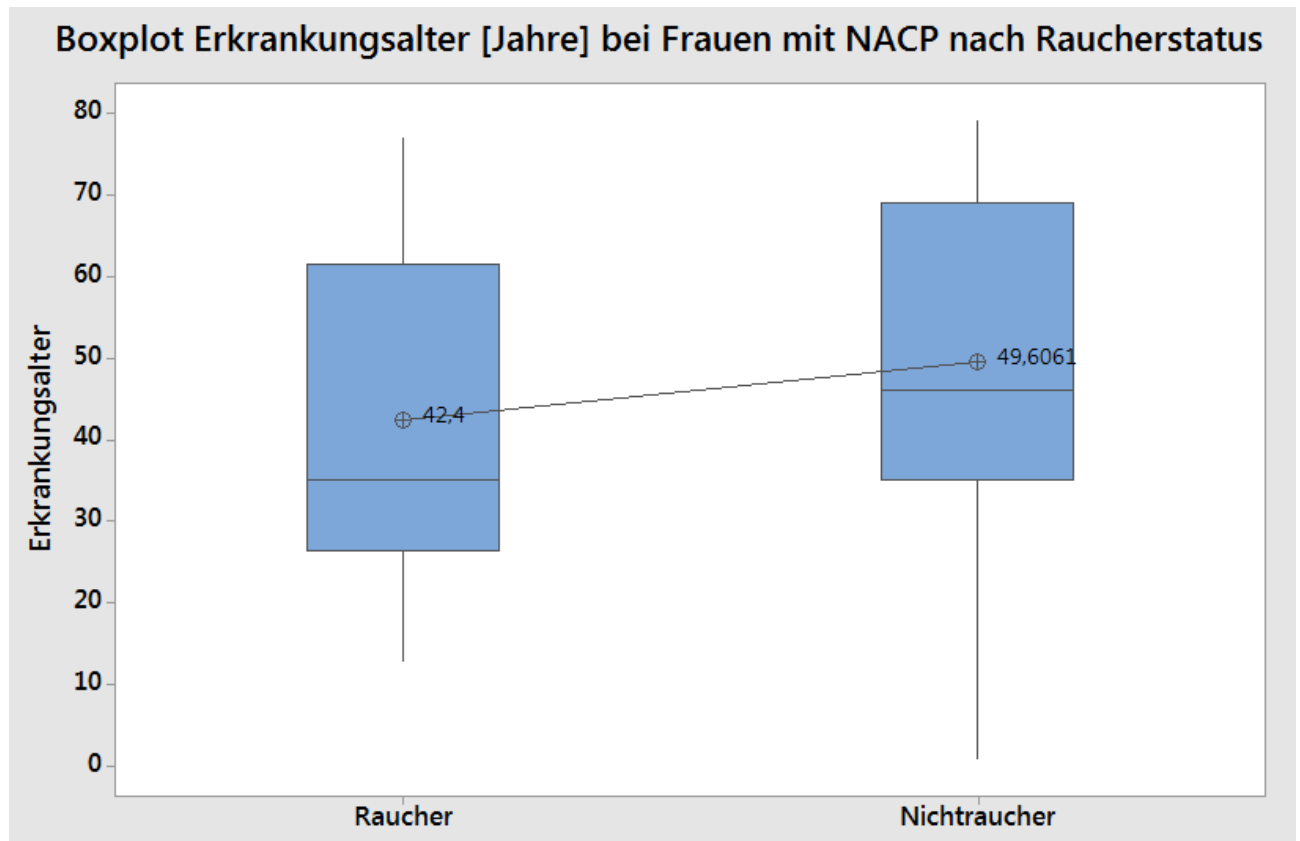 Boxplot Erkrankungsalter [Jahre] bei Frauen mit NACP nach Raucherstatus
Erkrankungsalter
80
70
60
50
40
30
20
10
0
42,4
49,6061
Raucher
Nichtraucher